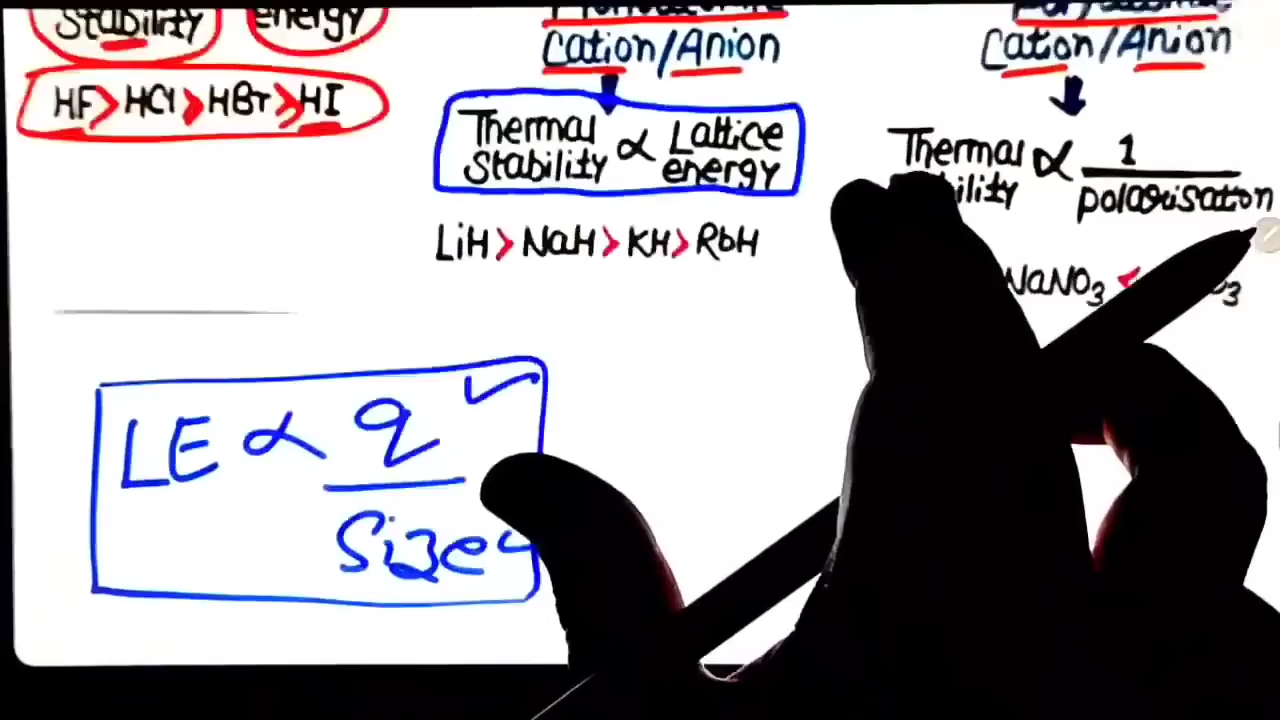 Stability energy
HF > HCl > HBr > HI
Cation/Anion
Thermal Stability ∝ Lattice energy
LiH > NaH > KH > RbH
Cation/Anion
Thermal ∝ 1
polarisation
NaNO3 <
LE ∝ q
Size